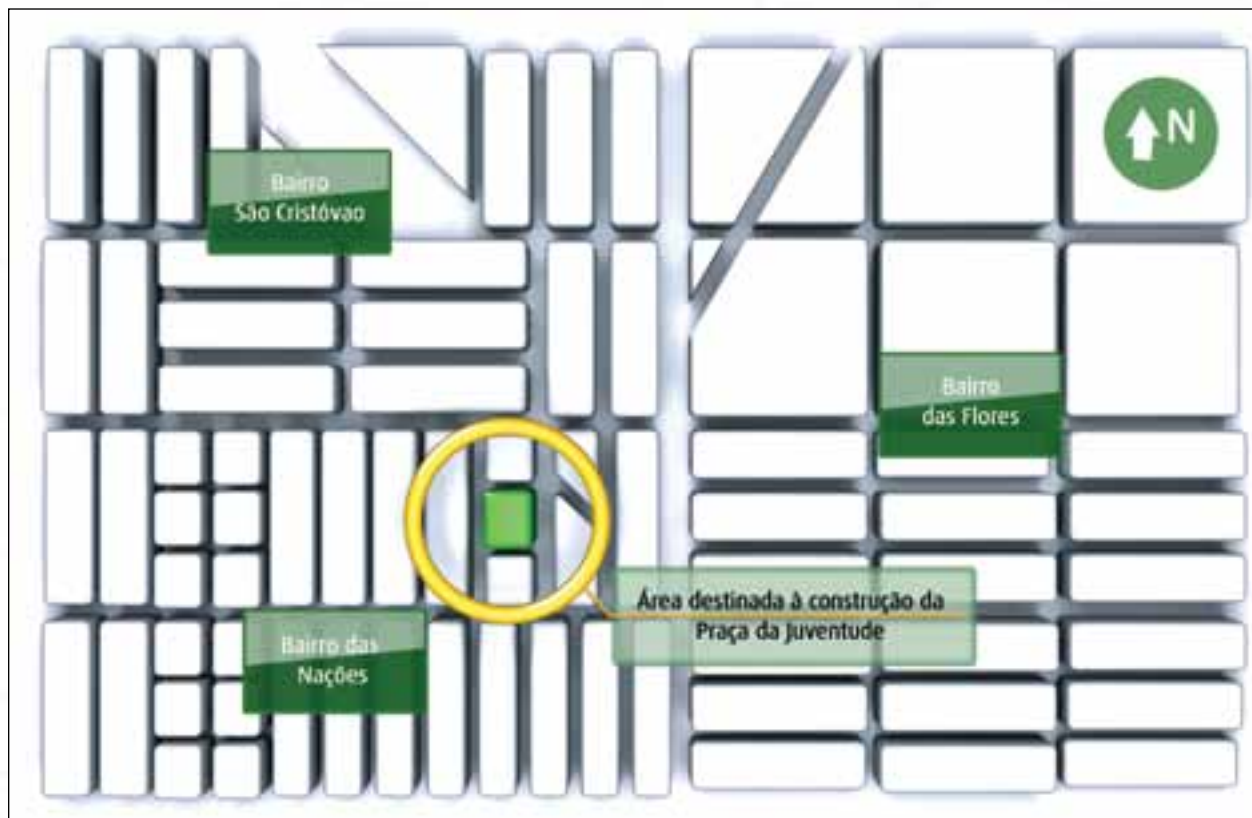 N
Bairro
São Cristóvao
Bairro
das Flores
Área destinada à construção da
Praça da Juventude
Bairro das
Nações